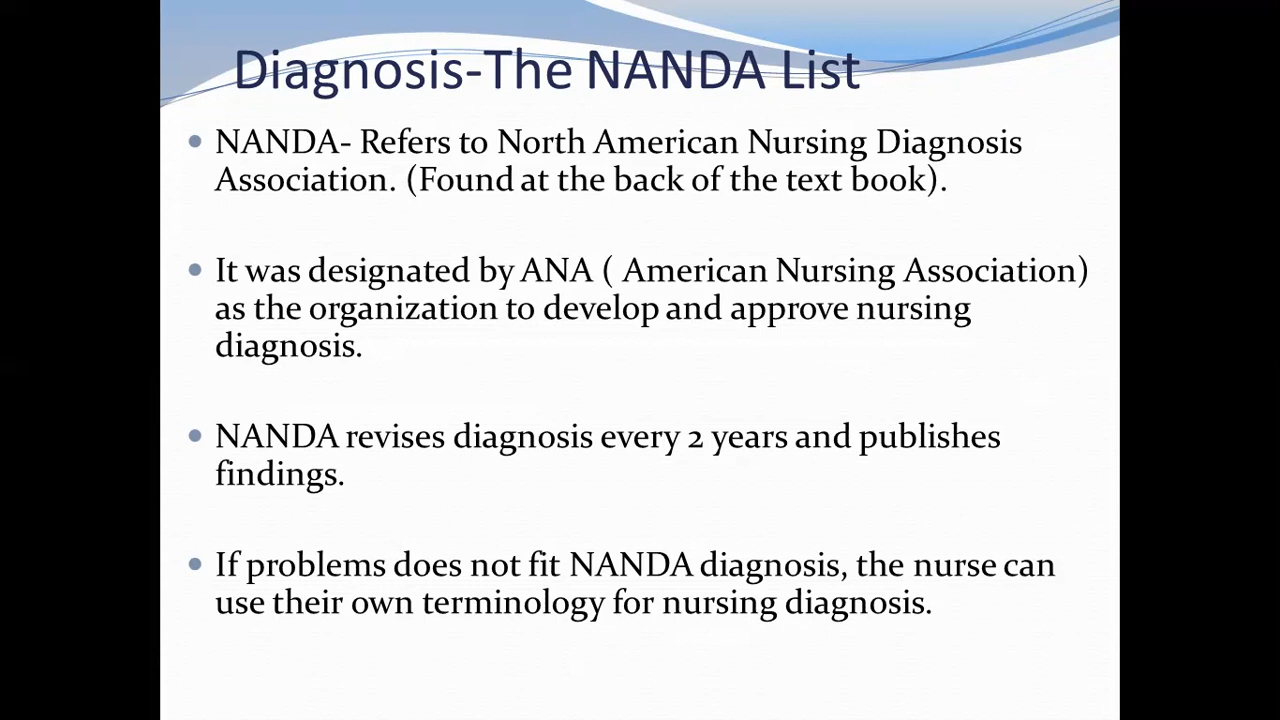 Diagnosis-The NANDA List
• NANDA- Refers to North American Nursing Diagnosis
Association. (Found at the back of the text book).
• It was designated by ANA ( American Nursing Association)
as the organization to develop and approve nursing
diagnosis.
• NANDA revises diagnosis every 2 years and publishes
findings.
• If problems does not fit NANDA diagnosis, the nurse can
use their own terminology for nursing diagnosis.